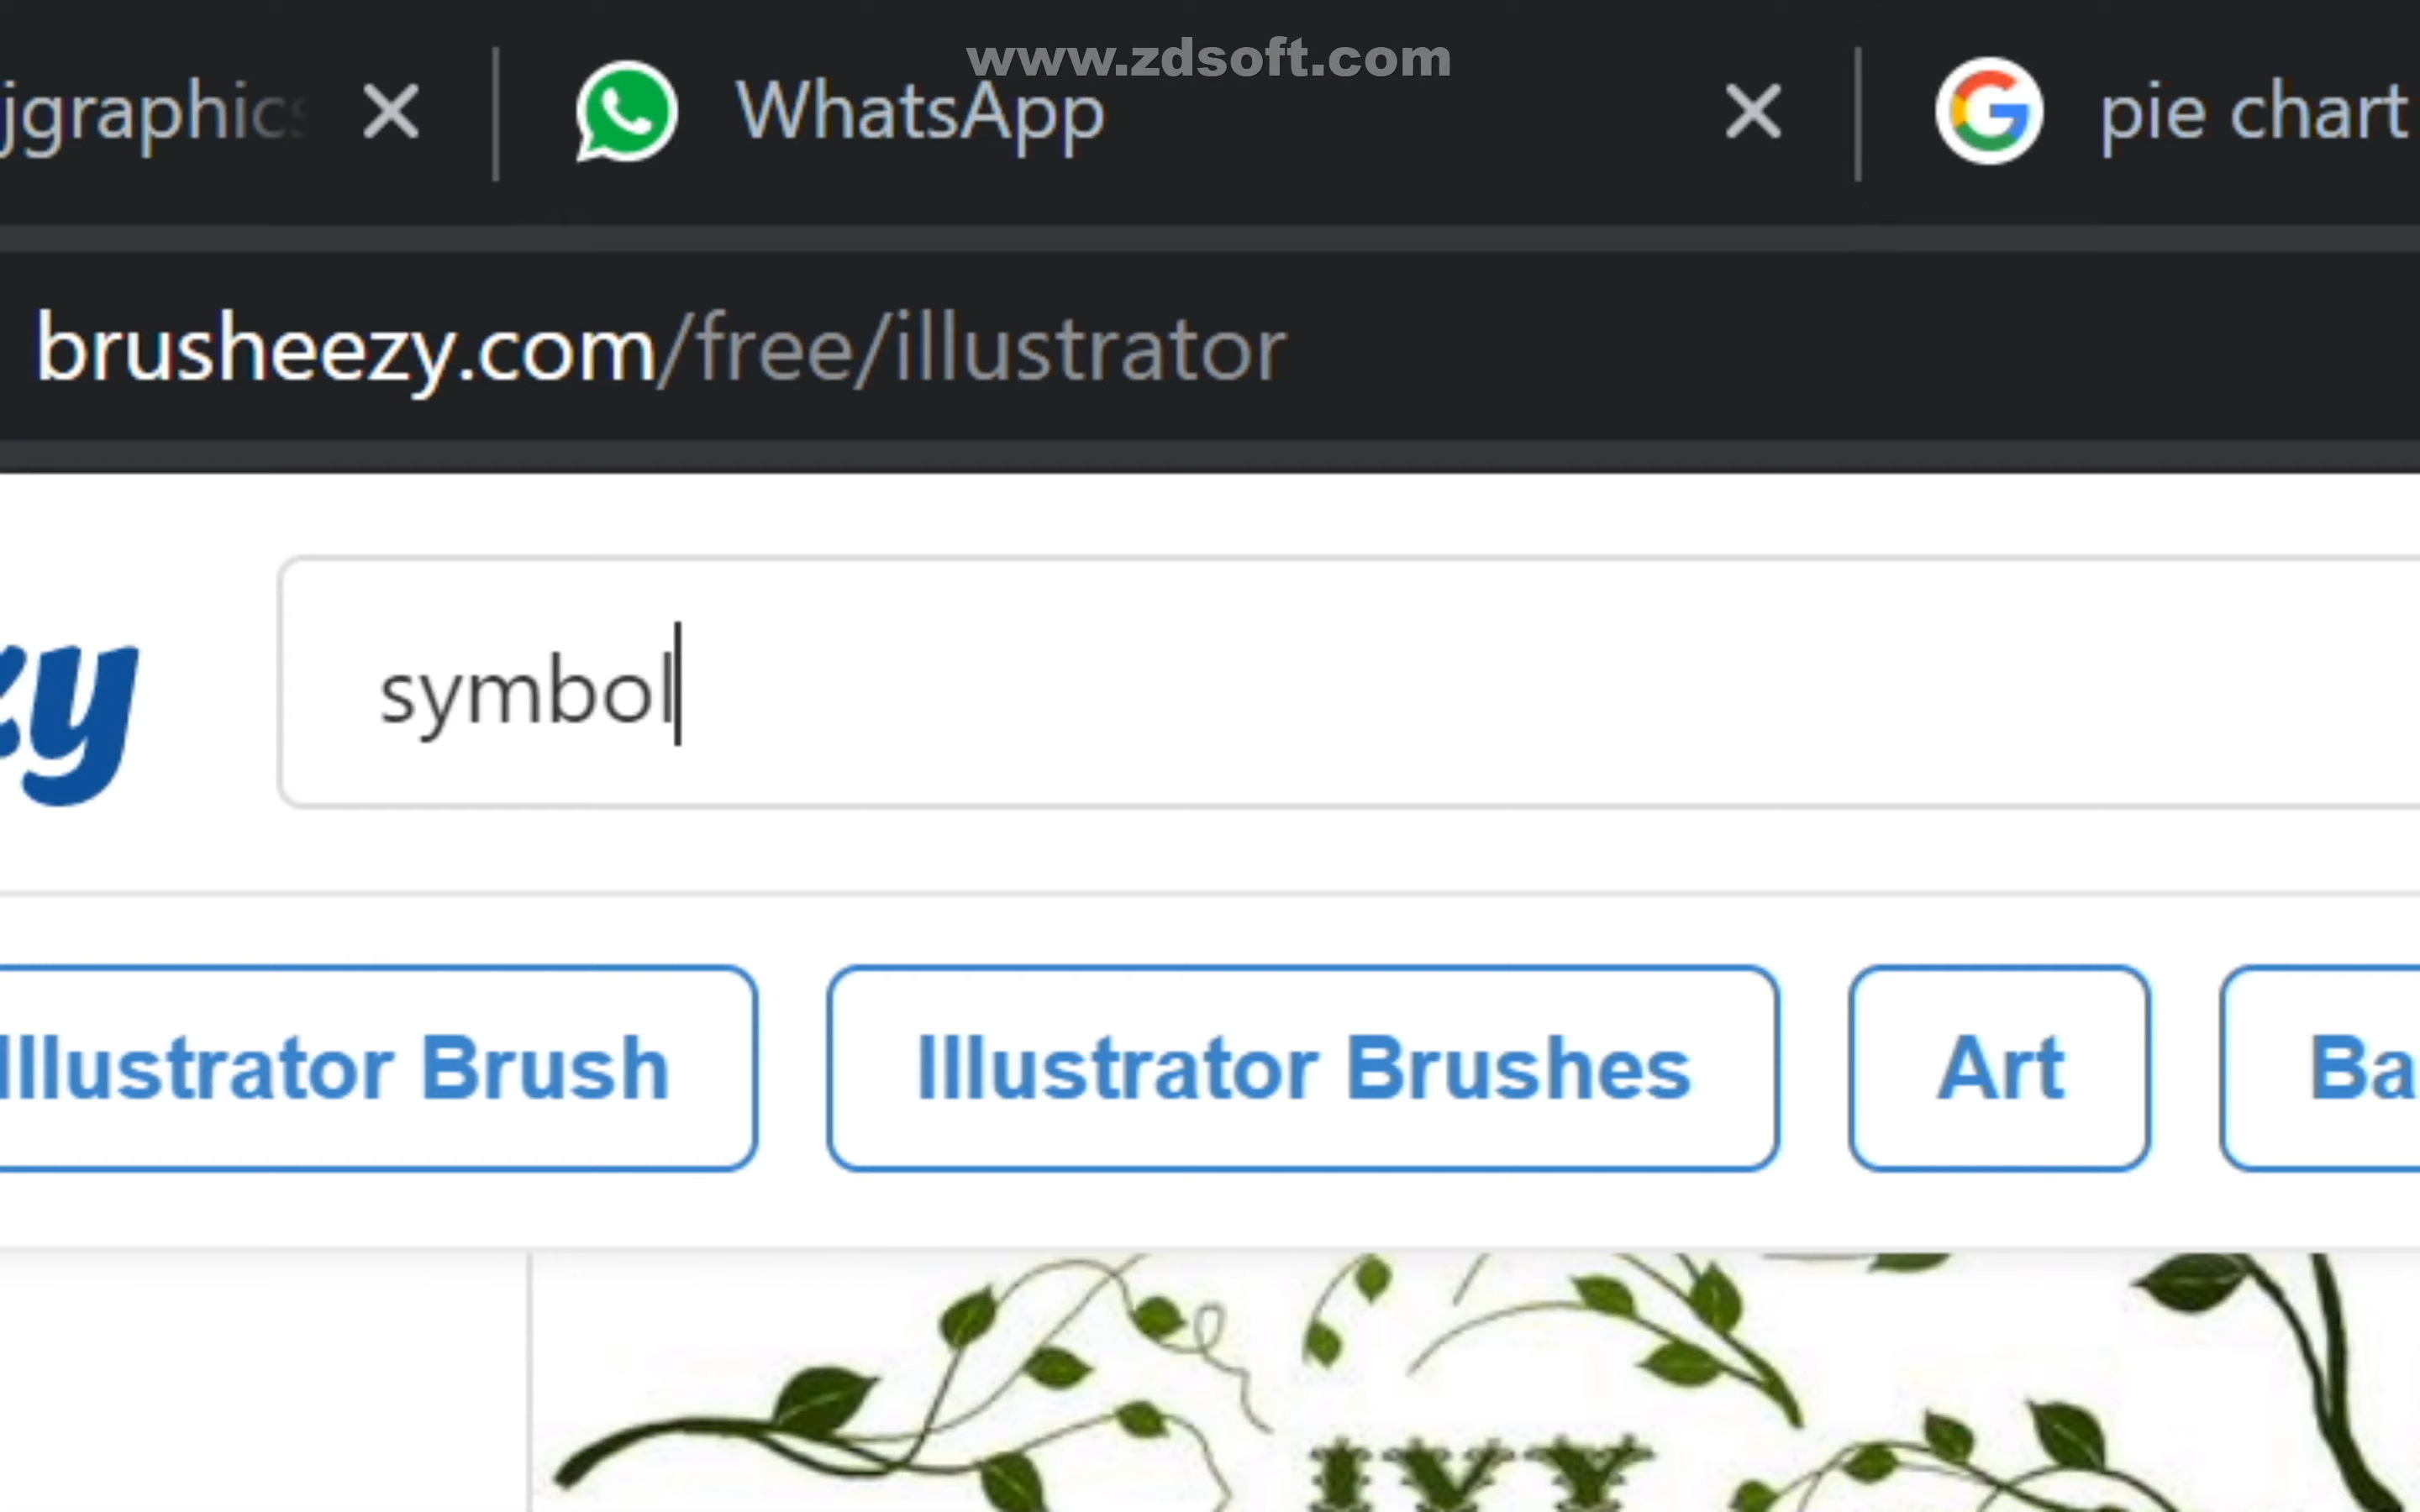 www.zdsoft.com
jgraphics
WhatsApp
pie chart
brusheezy.com/free/illustrator
zy
symbol
Illustrator Brush
Illustrator Brushes
Art
Ba
IVY